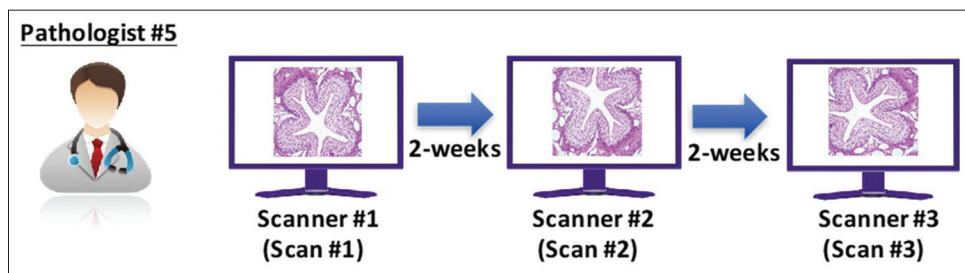 Pathologist #5
2-weeks
2-weeks
Scanner #1
(Scan #1)
Scanner #2
(Scan #2)
Scanner #3
(Scan #3)